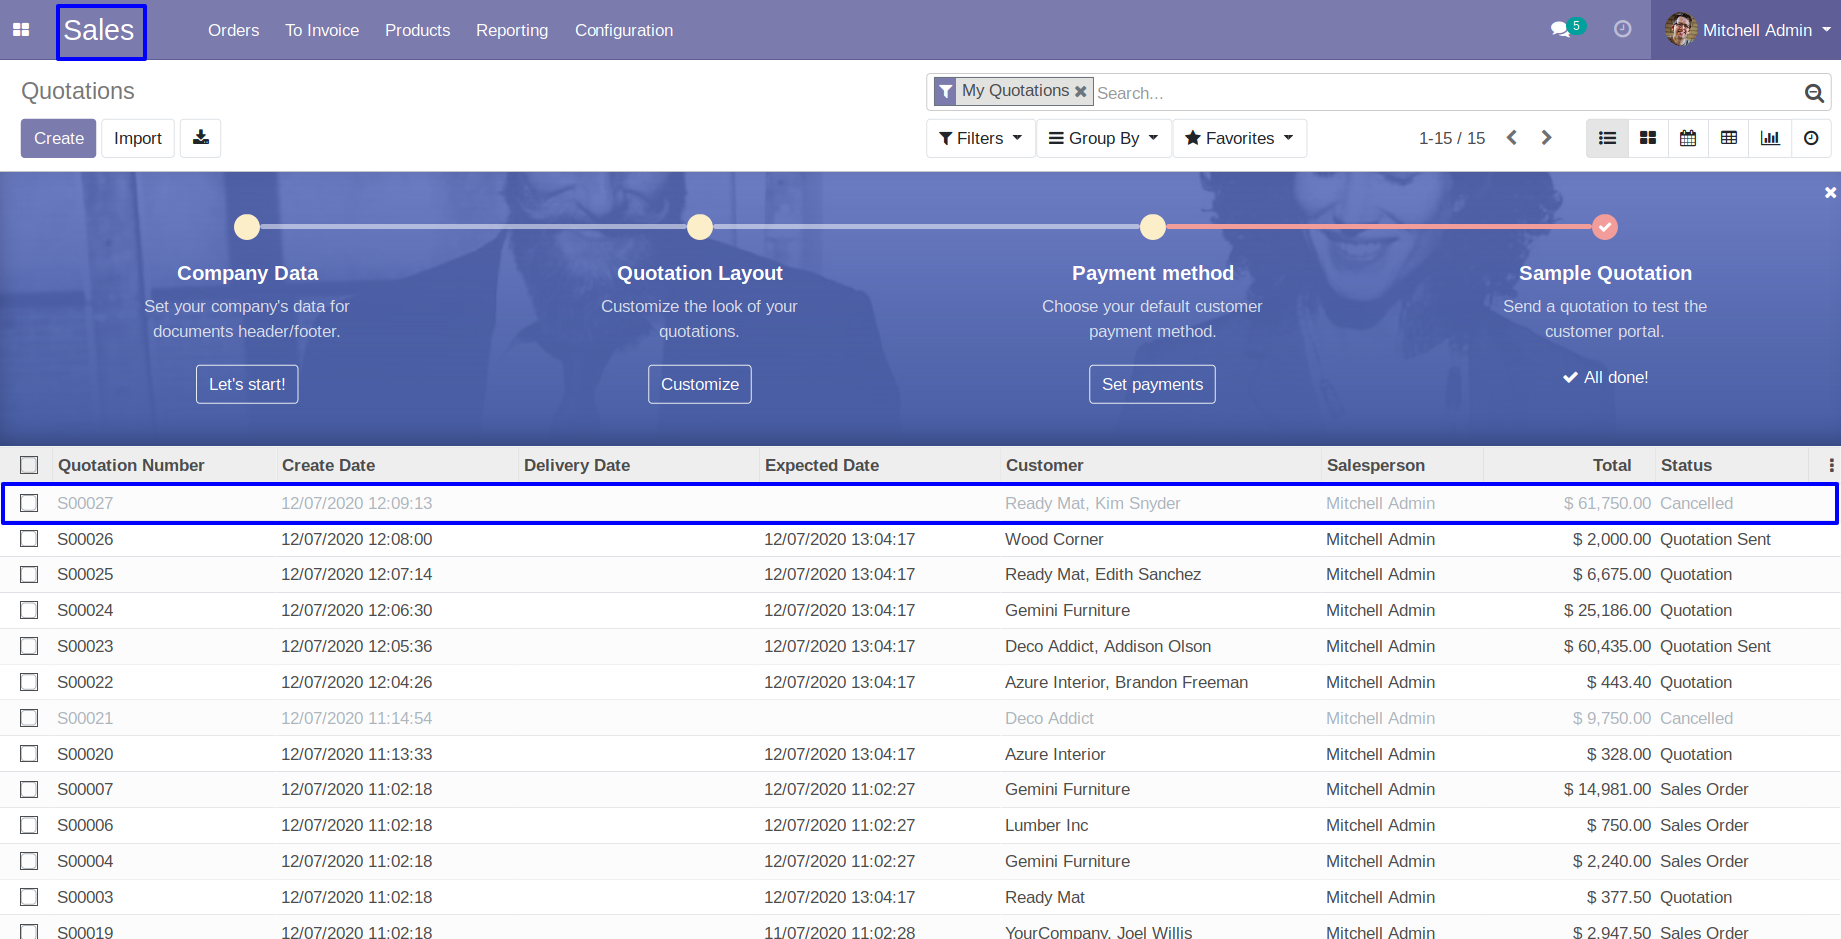 Sales Orders To Invoice Products Reporting Configuration 5 Mitchell Admin
Quotations My Quotations Search...
Create Import Filters Group By Favorites 1-15 / 15
Company Data Quotation Layout Payment method Sample Quotation
Set your company's data for Customize the look of your Choose your default customer Send a quotation to test the
documents header/footer. quotations. payment method. customer portal.
Let's start! Customize Set payments All done!
Quotation Number Create Date Delivery Date Expected Date Customer Salesperson Total Status
S00027 12/07/2020 12:09:13 Ready Mat, Kim Snyder Mitchell Admin $ 61,750.00 Cancelled
S00026 12/07/2020 12:08:00 12/07/2020 13:04:17 Wood Corner Mitchell Admin $ 2,000.00 Quotation Sent
S00025 12/07/2020 12:07:14 12/07/2020 13:04:17 Ready Mat, Edith Sanchez Mitchell Admin $ 6,675.00 Quotation
S00024 12/07/2020 12:06:30 12/07/2020 13:04:17 Gemini Furniture Mitchell Admin $ 25,186.00 Quotation
S00023 12/07/2020 12:05:36 12/07/2020 13:04:17 Deco Addict, Addison Olson Mitchell Admin $ 60,435.00 Quotation Sent
S00022 12/07/2020 12:04:26 12/07/2020 13:04:17 Azure Interior, Brandon Freeman Mitchell Admin $ 443.40 Quotation
S00021 12/07/2020 11:14:54 Deco Addict Mitchell Admin $ 9,750.00 Cancelled
S00020 12/07/2020 11:13:33 12/07/2020 13:04:17 Azure Interior Mitchell Admin $ 328.00 Quotation
S00007 12/07/2020 11:02:18 12/07/2020 11:02:27 Gemini Furniture Mitchell Admin $ 14,981.00 Sales Order
S00006 12/07/2020 11:02:18 12/07/2020 11:02:27 Lumber Inc Mitchell Admin $ 750.00 Sales Order
S00004 12/07/2020 11:02:18 12/07/2020 11:02:27 Gemini Furniture Mitchell Admin $ 2,240.00 Sales Order
S00003 12/07/2020 11:02:18 12/07/2020 13:04:17 Ready Mat Mitchell Admin $ 377.50 Quotation
S00019 12/07/2020 11:02:18 11/07/2020 11:02:28 YourCompany, Joel Willis Mitchell Admin $ 2,947.50 Sales Order